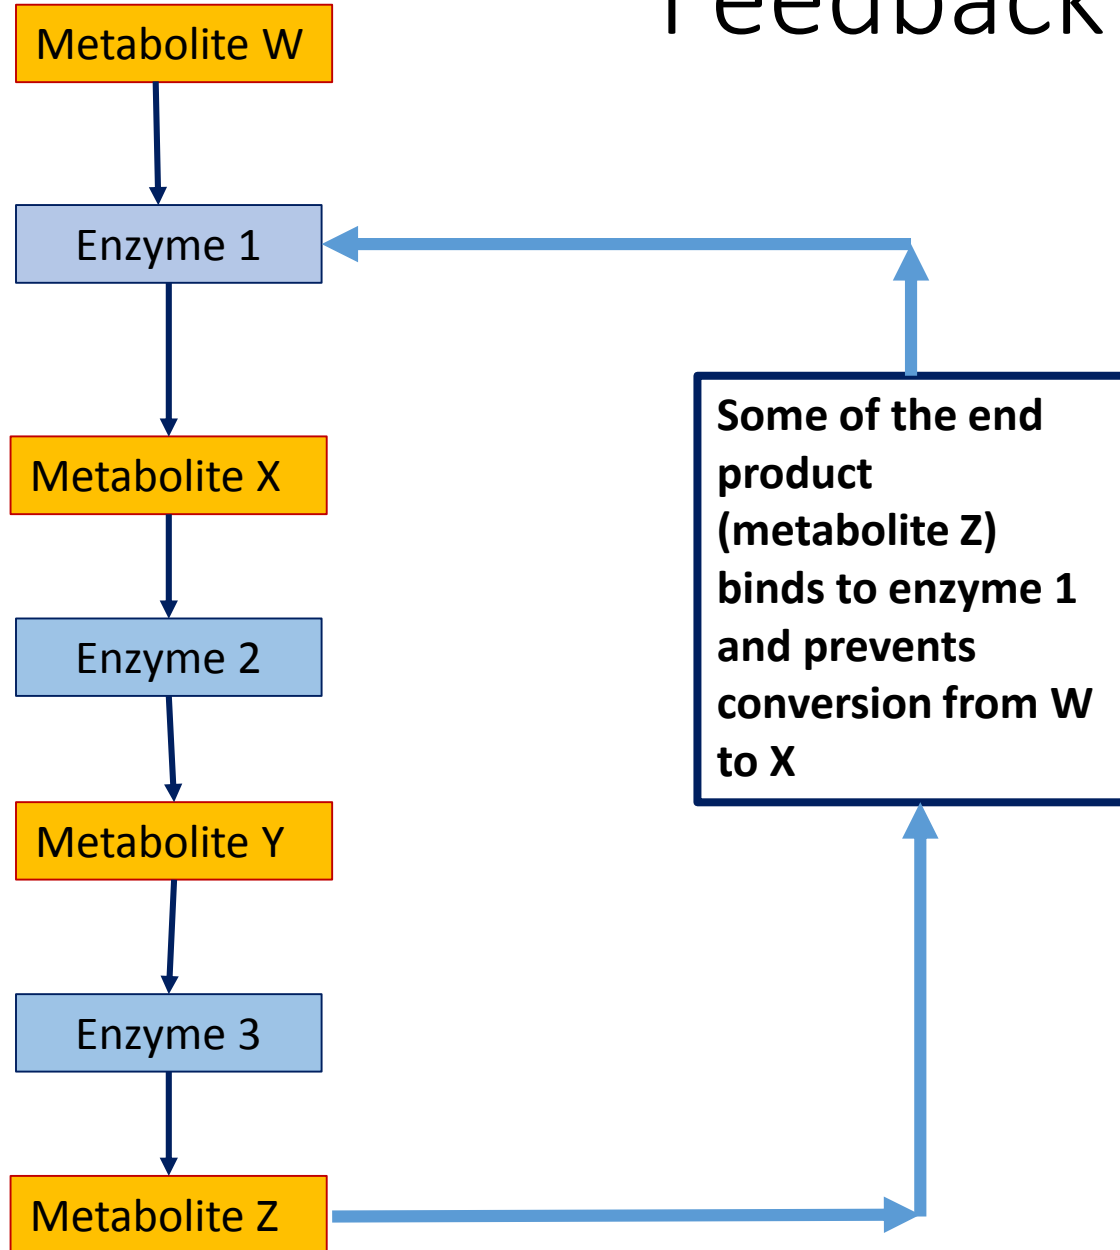 Feedback
Metabolite W
Enzyme 1
Metabolite X
Enzyme 2
Metabolite Y
Enzyme 3
Metabolite Z
Some of the end
product
(metabolite Z)
binds to enzyme 1
and prevents
conversion from W
to X